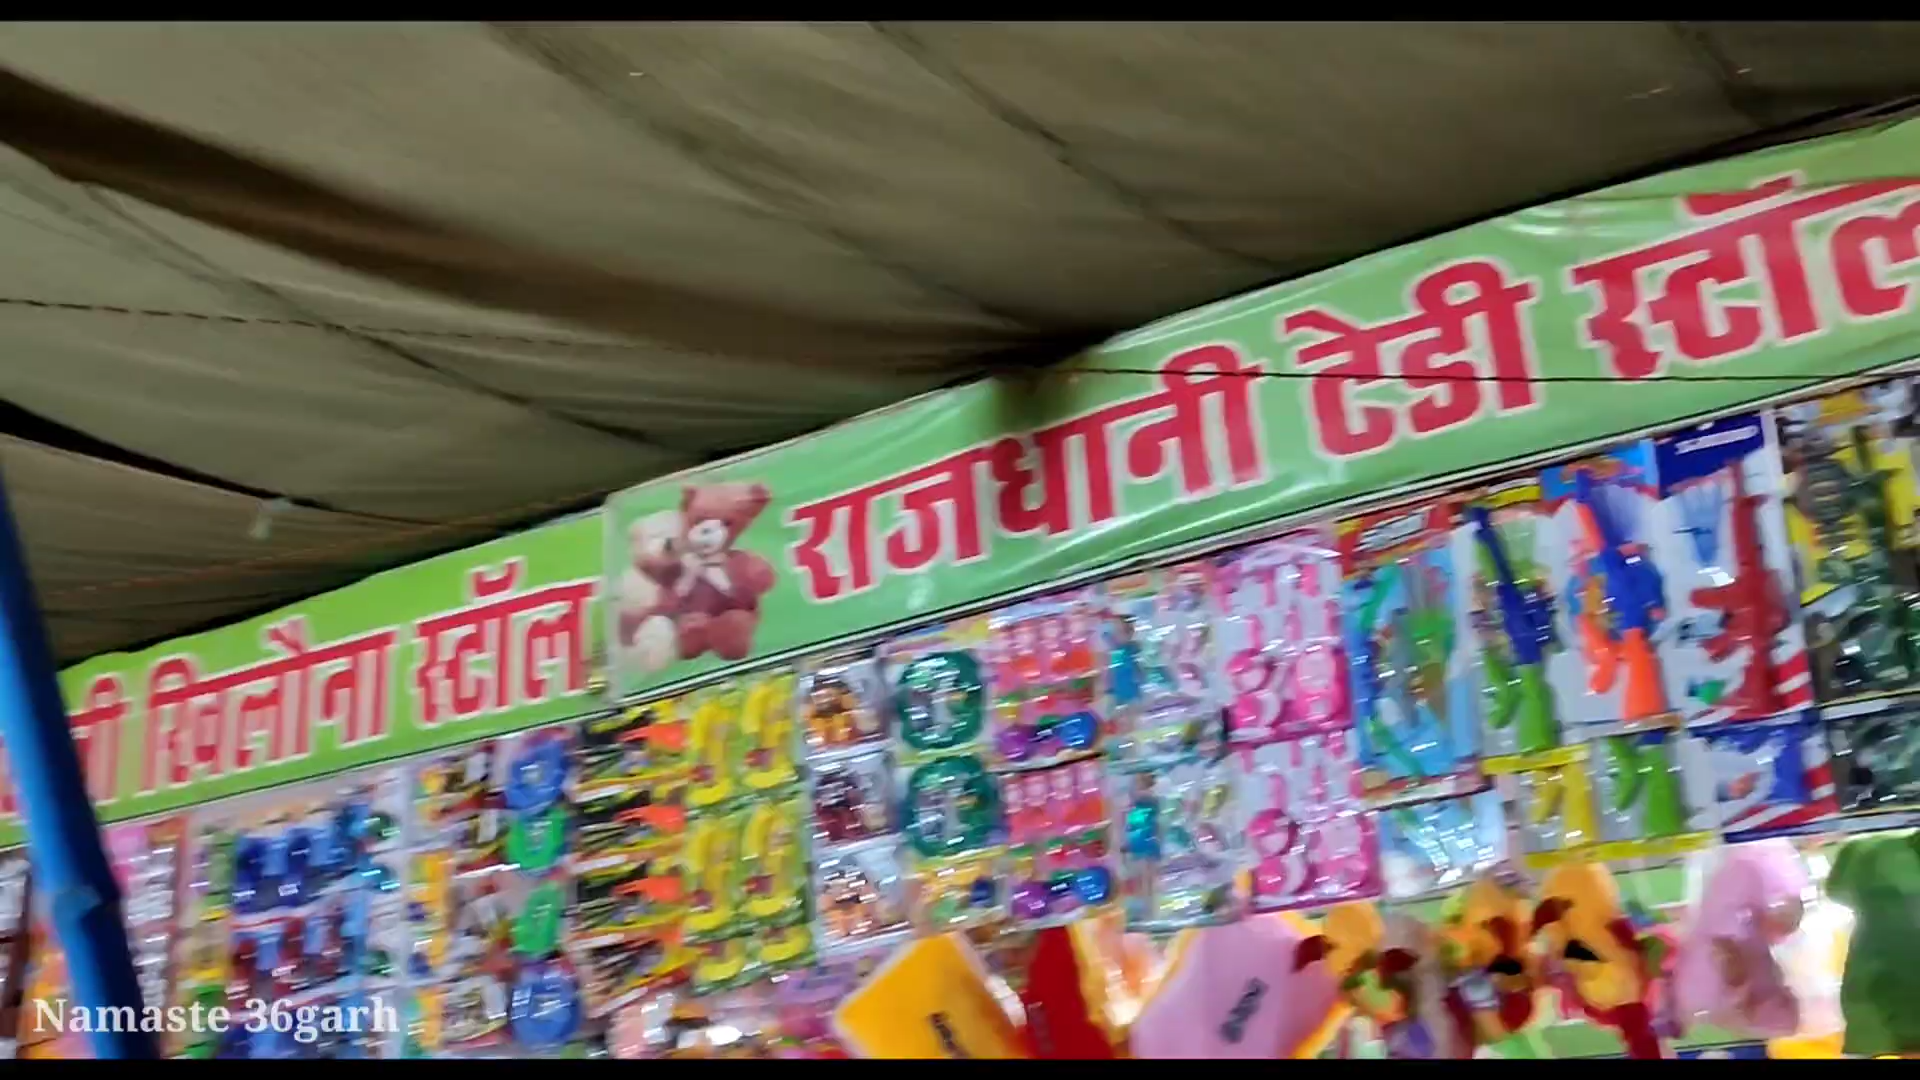 राजधानी टेडी स्टॉल
खिलौना स्टॉल
Namaste 36garh